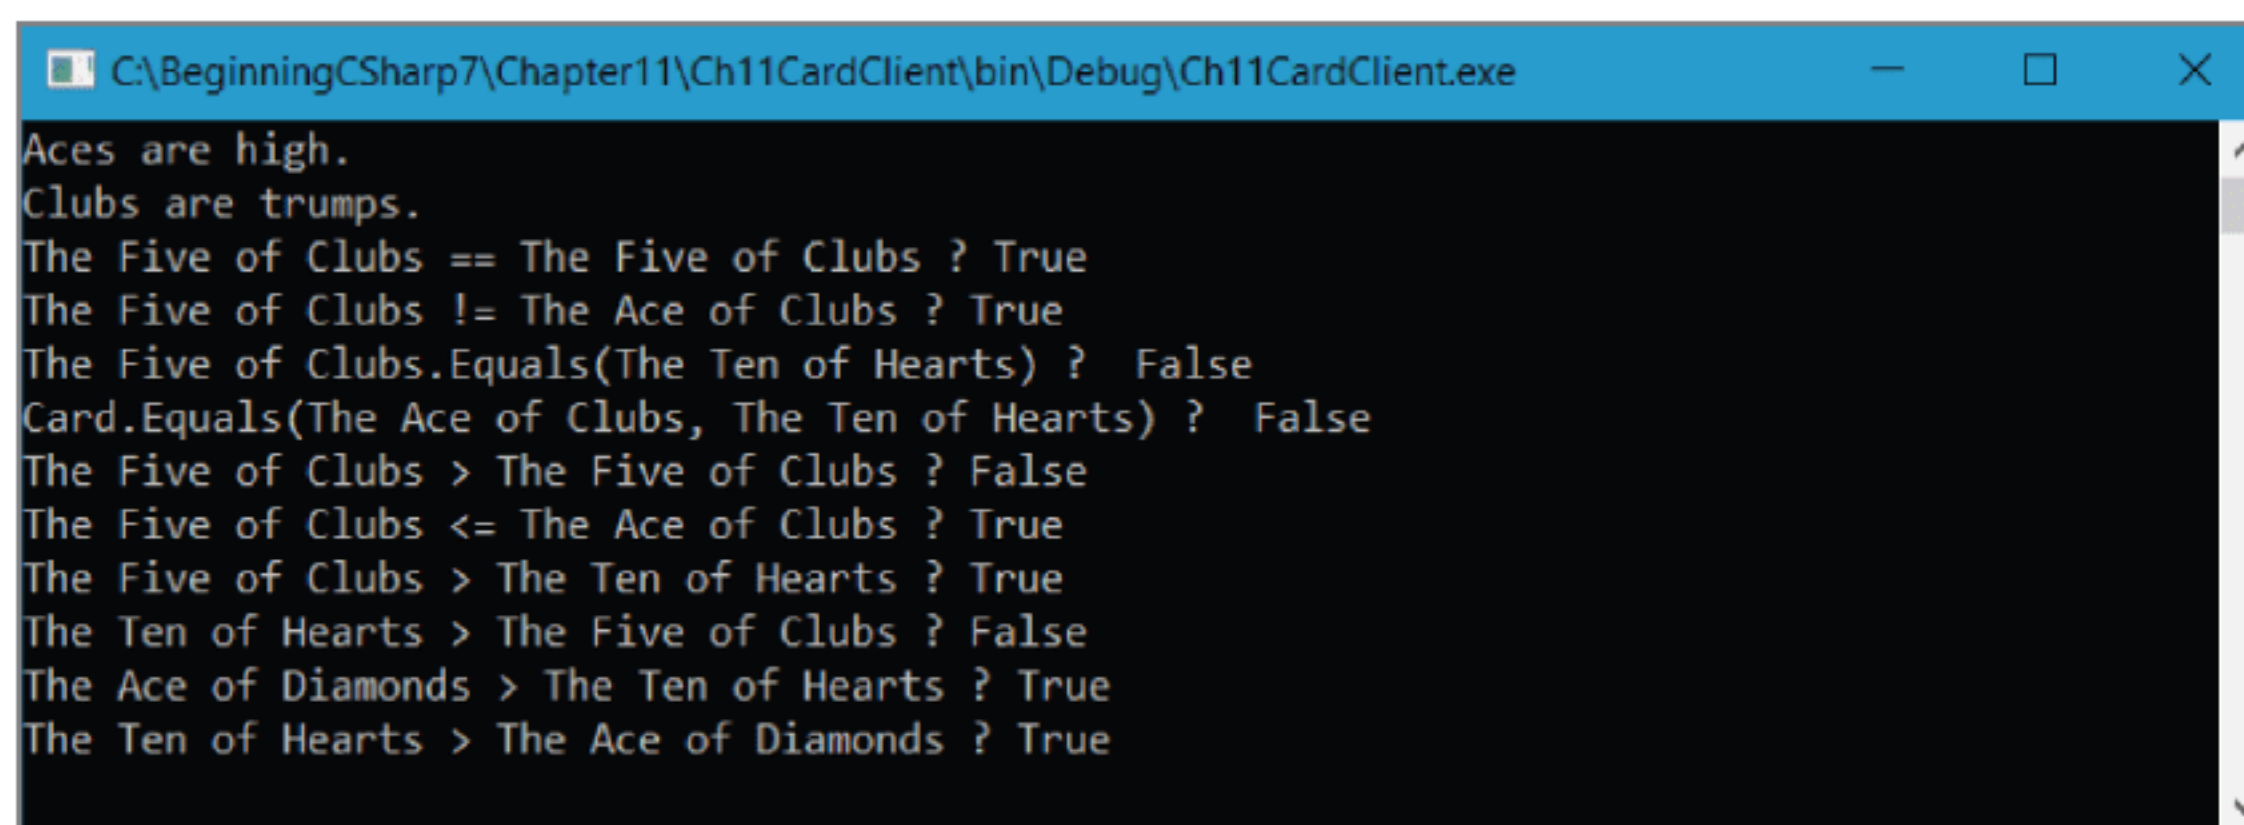 C:\BeginningCSharp7\Chapter11\Ch11CardClient\bin\Debug\Ch11CardClient.exe
Aces are high.
Clubs are trumps.
The Five of Clubs == The Five of Clubs ? True
The Five of Clubs != The Ace of Clubs ? True
The Five of Clubs.Equals(The Ten of Hearts) ?  False
Card.Equals(The Ace of Clubs, The Ten of Hearts) ?  False
The Five of Clubs > The Five of Clubs ? False
The Five of Clubs <= The Ace of Clubs ? True
The Five of Clubs > The Ten of Hearts ? True
The Ten of Hearts > The Five of Clubs ? False
The Ace of Diamonds > The Ten of Hearts ? True
The Ten of Hearts > The Ace of Diamonds ? True